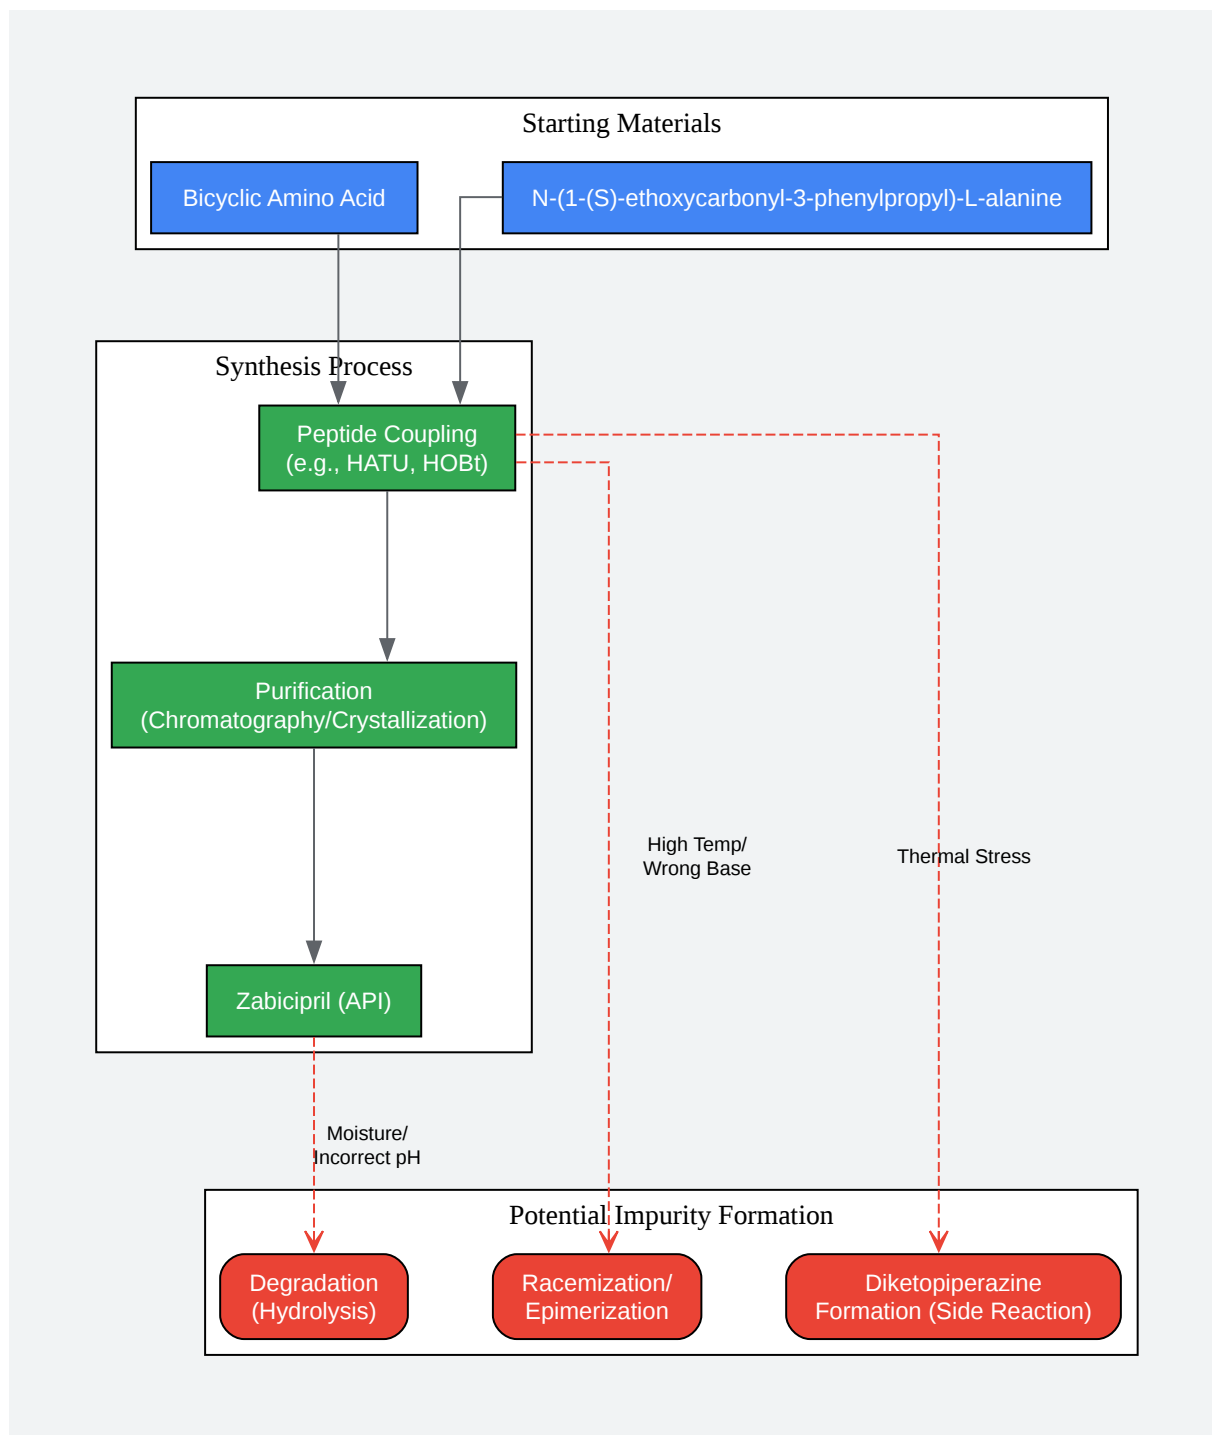 Starting Materials
Bicyclic Amino Acid
N-(1-(S)-ethoxycarbonyl-3-phenylpropyl)-L-alanine
Synthesis Process
Peptide Coupling
(e.g., HATU, HOBt)
Purification
(Chromatography/Crystallization)
High Temp/
Wrong Base
Thermal Stress
Zabicipril (API)
Moisture/
Incorrect pH
Potential Impurity Formation
Degradation
(Hydrolysis)
Racemization/
Epimerization
Diketopiperazine
Formation (Side Reaction)